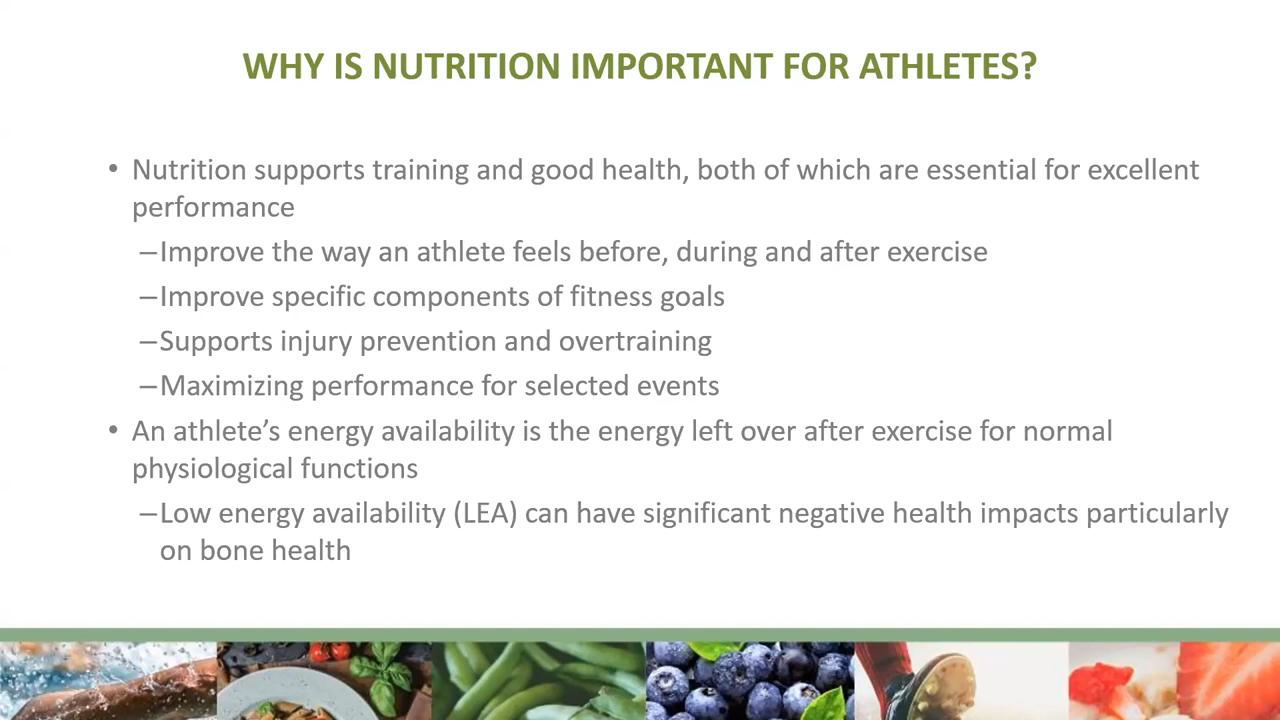 WHY IS NUTRITION IMPORTANT FOR ATHLETES?
• Nutrition supports training and good health, both of which are essential for excellent
performance
–Improve the way an athlete feels before, during and after exercise
–Improve specific components of fitness goals
–Supports injury prevention and overtraining
–Maximizing performance for selected events
• An athlete’s energy availability is the energy left over after exercise for normal
physiological functions
–Low energy availability (LEA) can have significant negative health impacts particularly
on bone health